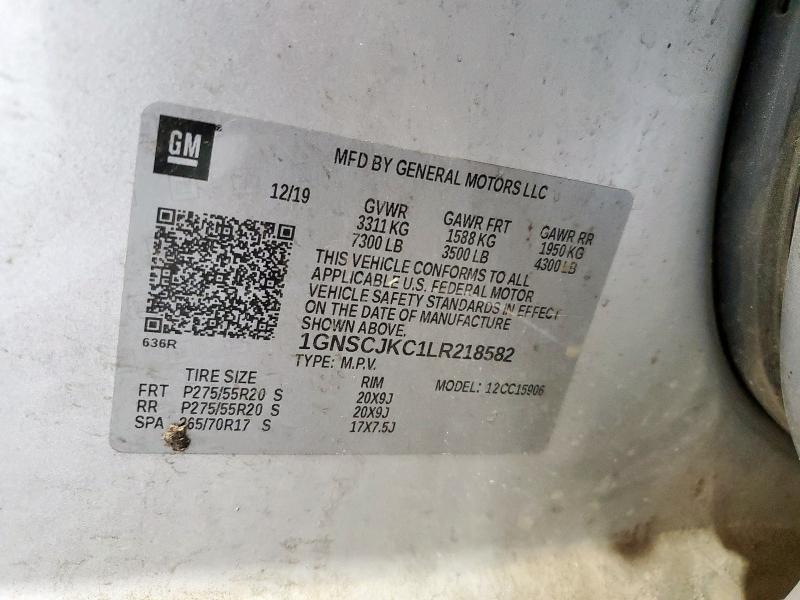 GM
MFD BY GENERAL MOTORS LLC
12/19
GVWR GAWR FRT GAWR RR
3311 KG 1588 KG 1950 KG
7300 LB 3500 LB 4300 LB
THIS VEHICLE CONFORMS TO ALL
APPLICABLE U.S. FEDERAL MOTOR
VEHICLE SAFETY STANDARDS IN EFFECT
ON THE DATE OF MANUFACTURE
SHOWN ABOVE.
636R
1GNSCJKC1LR218582
TYPE: M.P.V.
MODEL: 12CC15906
TIRE SIZE RIM
FRT P275/55R20 S 20X9J
RR P275/55R20 S 20X9J
SPA 265/70R17 S 17X7.5J